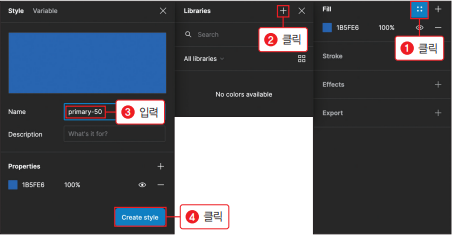 Style Variable
Name primary-50
3 입력
Description What's it for?
Properties
1B5FE6 100%
Create style
4 클릭
Libraries
2 클릭
Search
All libraries
No colors available
Fill
1B5FE6 100%
1 클릭
Stroke
Effects
Export